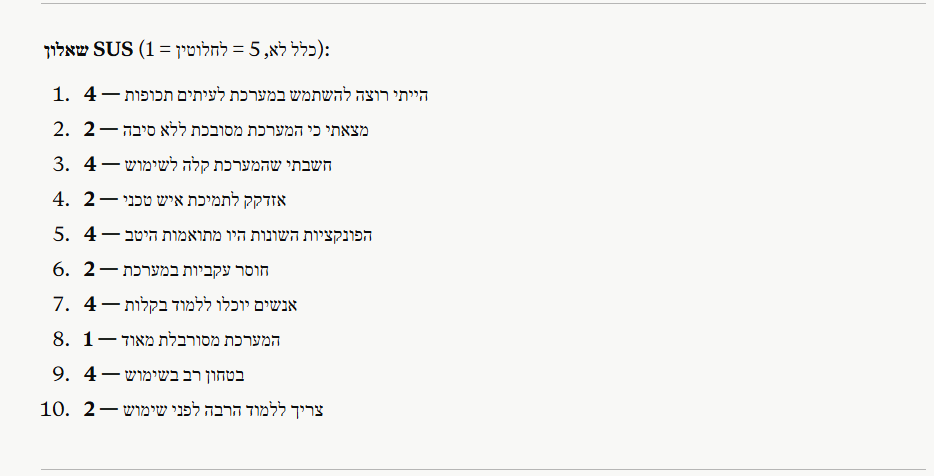 שאלון SUS (1 = כלל לא, 5 = לחלוטין):
1. 4 — הייתי רוצה להשתמש במערכת לעיתים תכופות
2. 2 — מצאתי כי המערכת מסובכת ללא סיבה
3. 4 — חשבתי שהמערכת קלה לשימוש
4. 2 — אזדקק לתמיכת איש טכני
5. 4 — הפונקציות השונות היו מתואמות היטב
6. 2 — חוסר עקביות במערכת
7. 4 — אנשים יוכלו ללמוד בקלות
8. 1 — המערכת מסורבלת מאוד
9. 4 — בטחון רב בשימוש
10. 2 — צריך ללמוד הרבה לפני שימוש